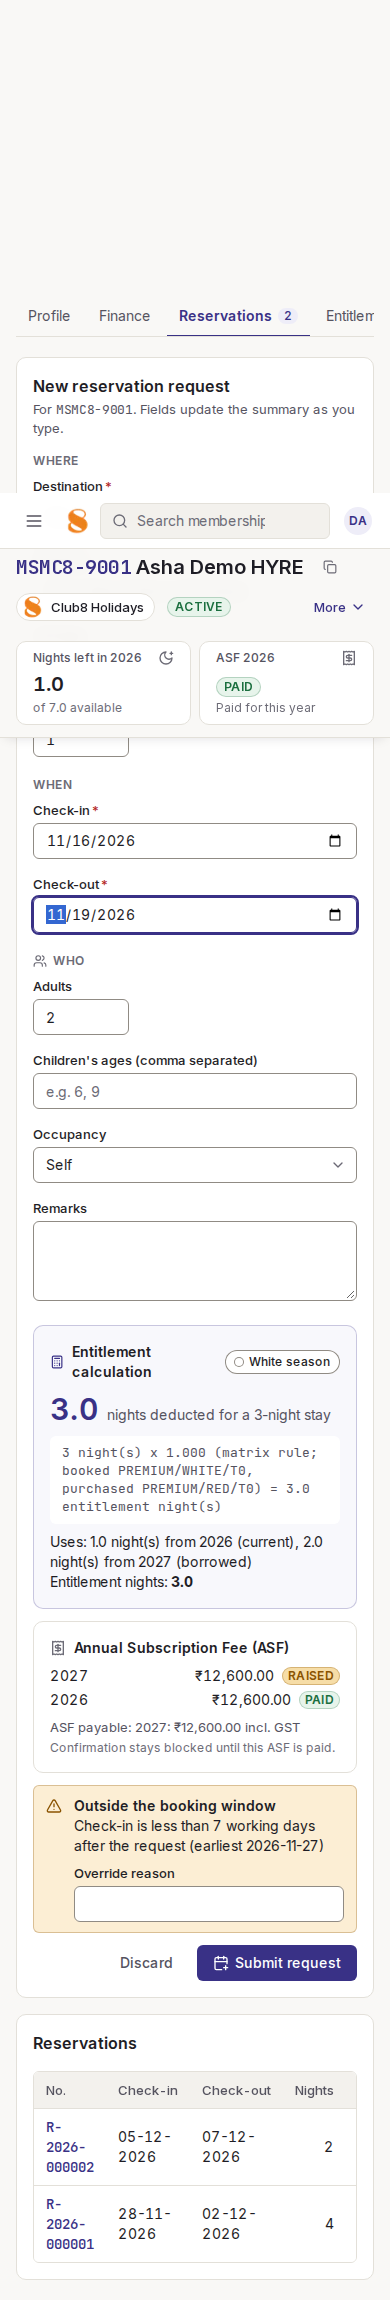 Profile Finance Reservations 2 Entitlem
New reservation request
For MSMC8-9001. Fields update the summary as you
type.
WHERE
Destination *
Search membership
DA
MSMC8-9001 Asha Demo HYRE
Club8 Holidays ACTIVE More
Nights left in 2026
1.0
of 7.0 available
ASF 2026
PAID
Paid for this year
1
WHEN
Check-in *
11/16/2026
Check-out *
11/19/2026
WHO
Adults
2
Children's ages (comma separated)
e.g. 6, 9
Occupancy
Self
Remarks
Entitlement
calculation
White season
3.0 nights deducted for a 3-night stay
3 night(s) x 1.000 (matrix rule;
booked PREMIUM/WHITE/T0,
purchased PREMIUM/RED/T0) = 3.0
entitlement night(s)
Uses: 1.0 night(s) from 2026 (current), 2.0
night(s) from 2027 (borrowed)
Entitlement nights: 3.0
Annual Subscription Fee (ASF)
2027 ₹12,600.00 RAISED
2026 ₹12,600.00 PAID
ASF payable: 2027: ₹12,600.00 incl. GST
Confirmation stays blocked until this ASF is paid.
Outside the booking window
Check-in is less than 7 working days
after the request (earliest 2026-11-27)
Override reason
Discard Submit request
Reservations
No. Check-in Check-out Nights
R-
2026-
000002
05-12-
2026
07-12-
2026
2
R-
2026-
000001
28-11-
2026
02-12-
2026
4